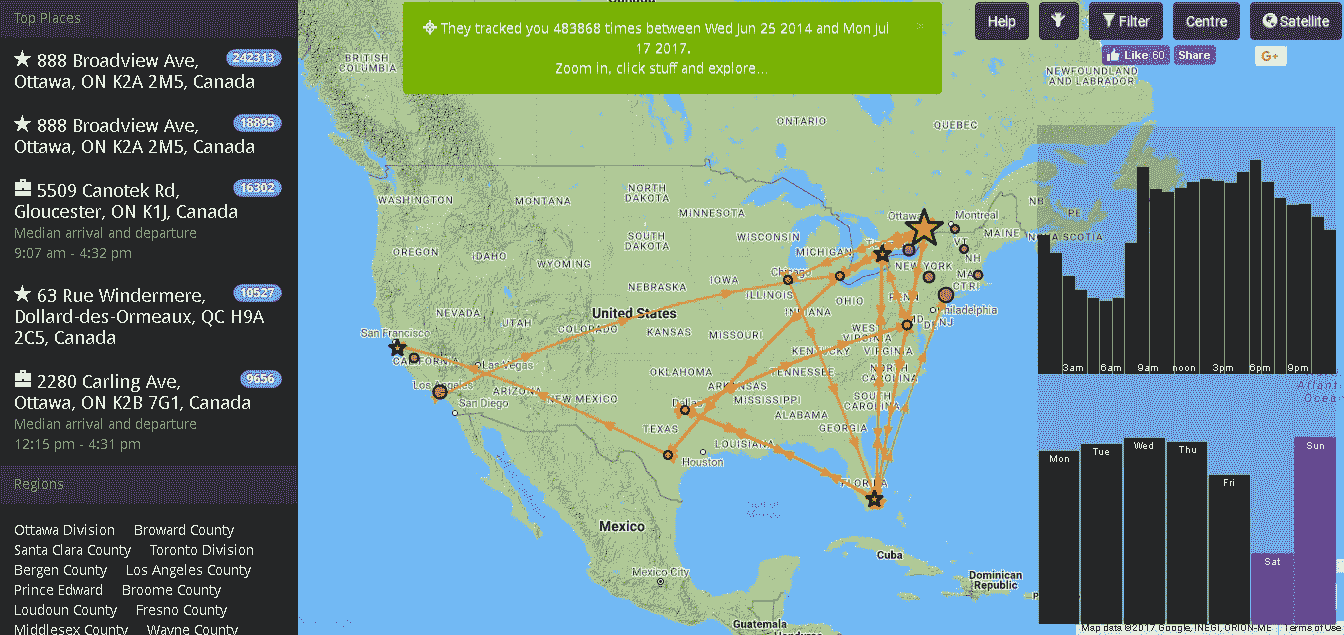 Top Places
888 Broadview Ave,
Ottawa, ON K2A 2M5, Canada
242313
888 Broadview Ave,
Ottawa, ON K2A 2M5, Canada
18895
5509 Canotek Rd,
Gloucester, ON K1J, Canada
16302
Median arrival and departure
9:07 am - 4:32 pm
63 Rue Windermere,
Dollard-des-Ormeaux, QC H9A
2C5, Canada
10527
2280 Carling Ave,
Ottawa, ON K2B 7G1, Canada
9656
Median arrival and departure
12:15 pm - 4:31 pm
Regions
Ottawa Division Broward County
Santa Clara County Toronto Division
Bergen County Los Angeles County
Prince Edward Broome County
Loudoun County Fresno County
Middlesex County Wayne County
They tracked you 483868 times between Wed Jun 25 2014 and Mon Jul
17 2017.
Zoom in, click stuff and explore...
×
Help
Filter
Centre
Satellite
Like 60
Share
G+
BRITISH
COLUMBIA
NEWFOUNDLAND
AND LABRADOR
ONTARIO
QUEBEC
WASHINGTON
MONTANA
NORTH
DAKOTA
MINNESOTA
Ottawa
Montreal
NB
PE
NOVA SCOTIA
MAINE
VT
NH
OREGON
IDAHO
SOUTH
DAKOTA
WISCONSIN
MICHIGAN
NEW YORK
MA
CT RI
WYOMING
IOWA
Chicago
NEBRASKA
ILLINOIS
INDIANA
OHIO
PENN
Philadelphia
MD
DE
NJ
NEVADA
UTAH
COLORADO
United States
KANSAS
MISSOURI
WEST
VIRGINIA
VIRGINIA
KENTUCKY
San Francisco
CALIFORNIA
Las Vegas
Los Angeles
San Diego
ARIZONA
NEW MEXICO
OKLAHOMA
ARKANSAS
TENNESSEE
NORTH
CAROLINA
MISSISSIPPI
SOUTH
CAROLINA
ALABAMA
GEORGIA
Dallas
TEXAS
LOUISIANA
Houston
FLORIDA
Mexico
Mexico City
Cuba
Dominican
Republic
Guatemala
3am 6am 9am noon 3pm 6pm 9pm
Mon Tue Wed Thu Fri Sat Sun
Map data ©2017 Google, INEGI, ORION-ME
Terms of Use